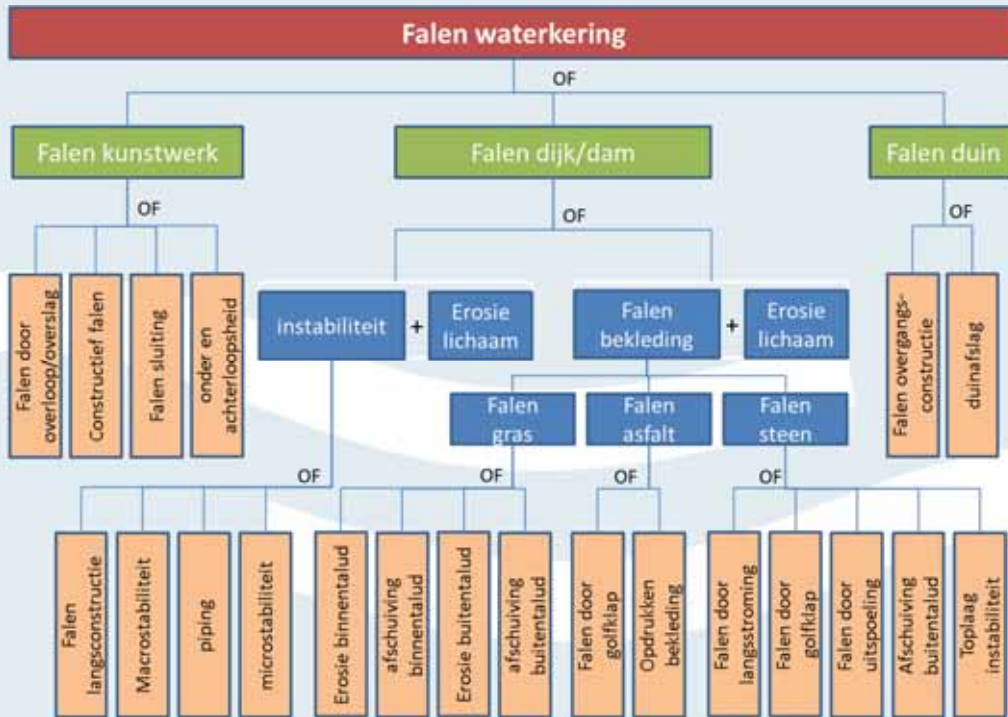 Falen waterkering
OF
Falen kunstwerk
Falen dijk/dam
Falen duin
OF
OF
OF
Falen door
overloop/overslag
Constructief falen
Falen sluiting
onder en
achterloopsheid
instabiliteit
+
Erosie
lichaam
Falen
bekleding
+
Erosie
lichaam
Falen overgangs-
constructie
duinafslag
Falen
gras
Falen
asfalt
Falen
steen
OF
OF
OF
OF
Falen
langsconstructie
Macrostabiliteit
piping
microstabiliteit
Erosie binnentalud
afschuiving
binnentalud
Erosie buitentalud
afschuiving
buitentalud
Falen door
golfklap
Opdrukken
bekleding
Falen door
langsstroming
Falen door
golfklap
Falen door
uitspoeling
Afschuiving
buitentalud
Toplaag
instabiliteit